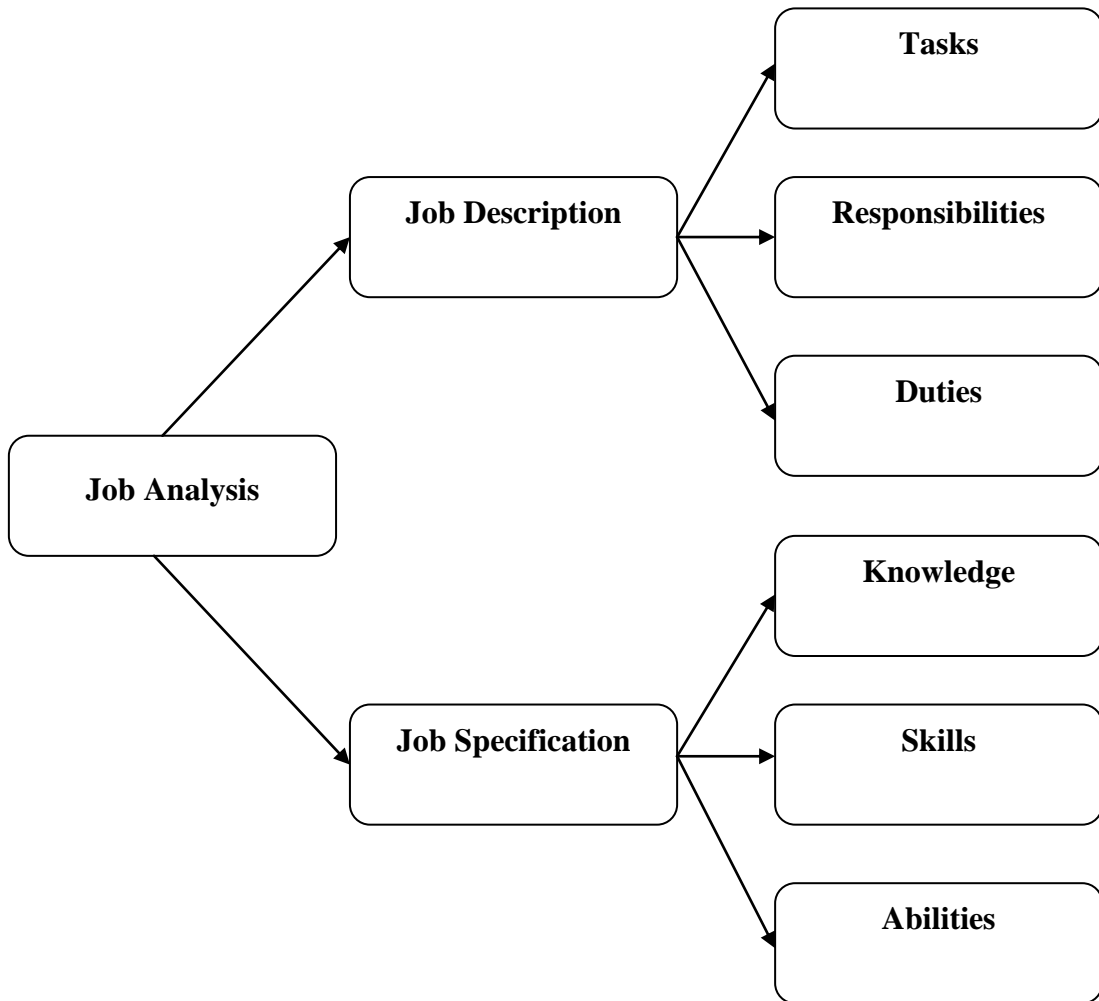 Tasks
Job Description
Responsibilities
Duties
Job Analysis
Knowledge
Job Specification
Skills
Abilities